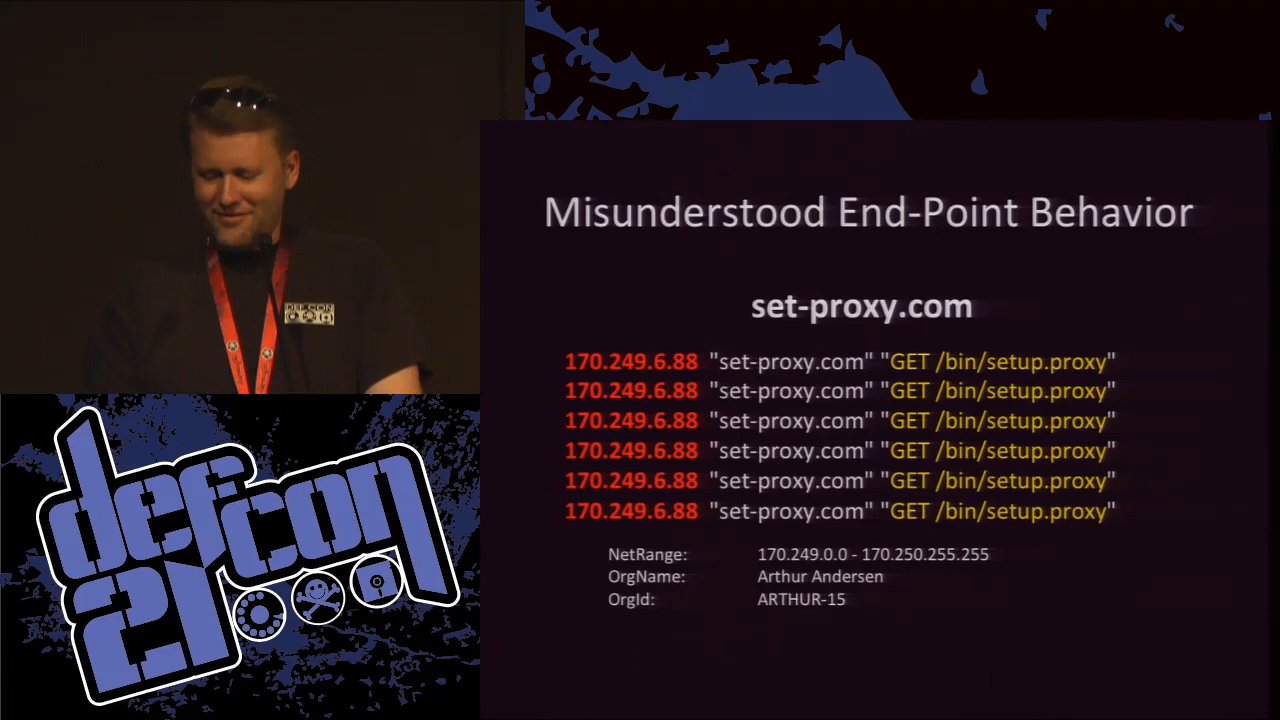 Misunderstood End-Point Behavior
set-proxy.com
170.249.6.88 "set-proxy.com" "GET /bin/setup.proxy"
170.249.6.88 "set-proxy.com" "GET /bin/setup.proxy"
170.249.6.88 "set-proxy.com" "GET /bin/setup.proxy"
170.249.6.88 "set-proxy.com" "GET /bin/setup.proxy"
170.249.6.88 "set-proxy.com" "GET /bin/setup.proxy"
170.249.6.88 "set-proxy.com" "GET /bin/setup.proxy"
NetRange: 170.249.0.0 - 170.250.255.255
OrgName: Arthur Andersen
OrgId: ARTHUR-15
DEF CON
defcon
21